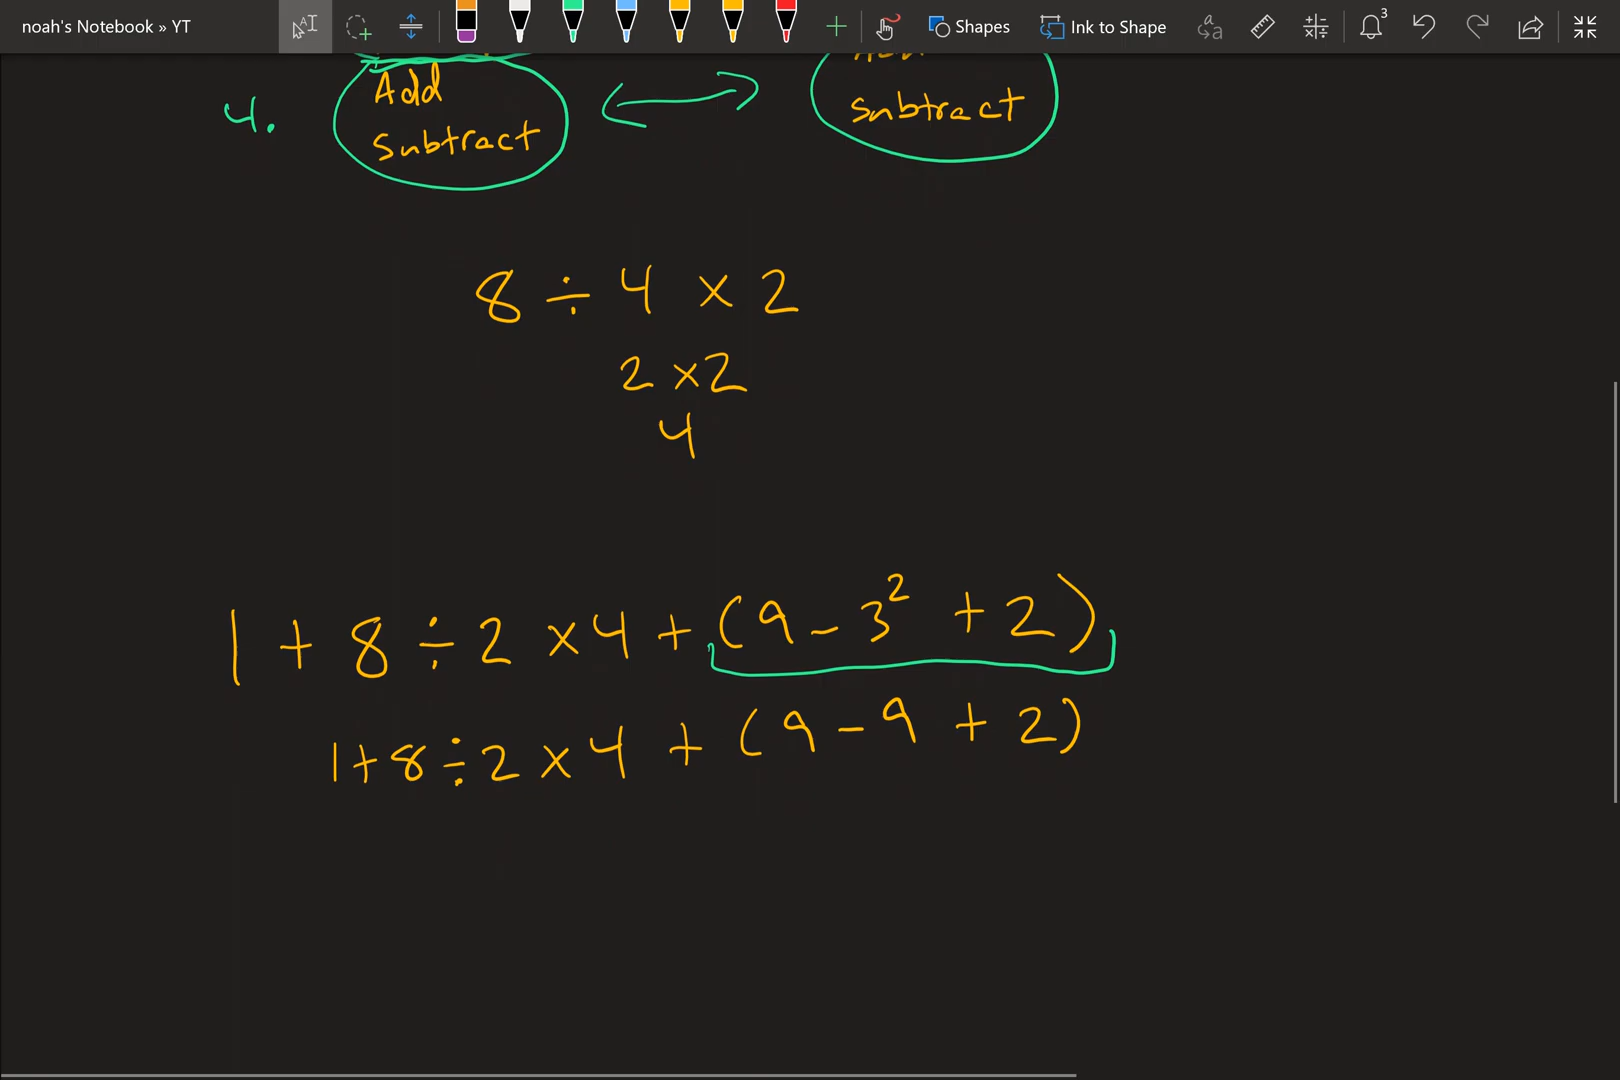 noah's Notebook » YT
Shapes
Ink to Shape
3
4. Add
Subtract
Subtract
8 ÷ 4 × 2
2 × 2
4
1 + 8 ÷ 2 × 4 + (9 - 3² + 2)
1 + 8 ÷ 2 × 4 + (9 - 9 + 2)